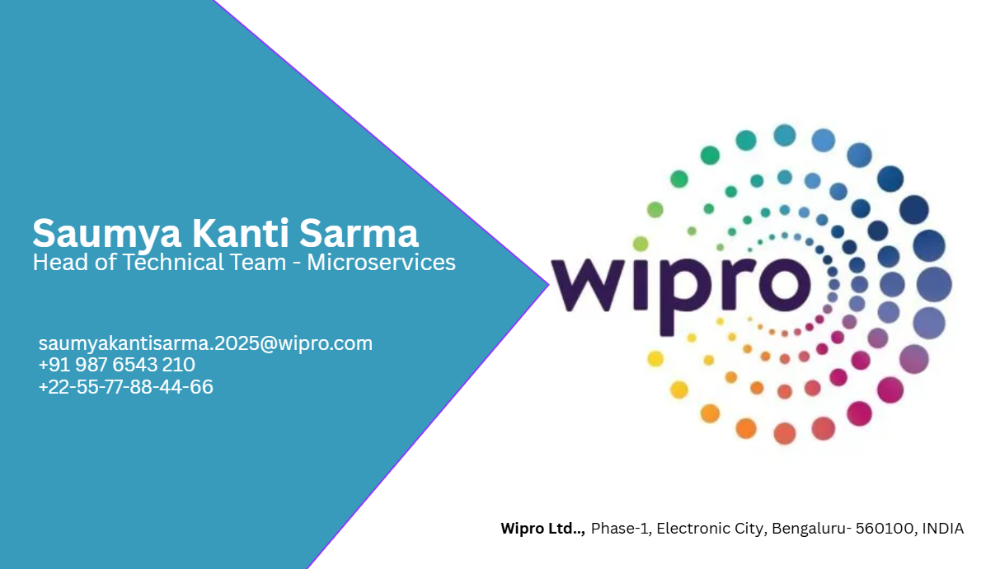 Saumya Kanti Sarma
Head of Technical Team - Microservices
saumyakantisarma.2025@wipro.com
+91 987 6543 210
+22-55-77-88-44-66
wipro
Wipro Ltd.., Phase-1, Electronic City, Bengaluru- 560100, INDIA